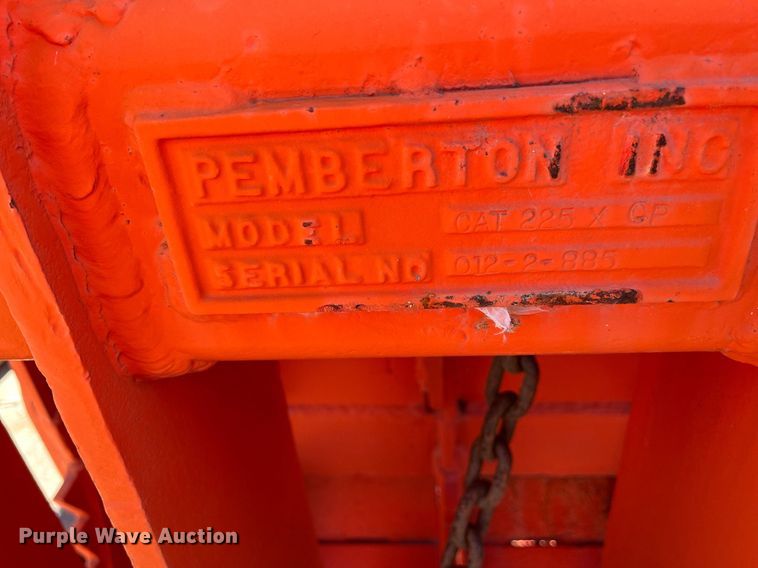 PEMBERTON INC
MODEL CAT 225 X GP
SERIAL NO 012-2-885
Purple Wave Auction